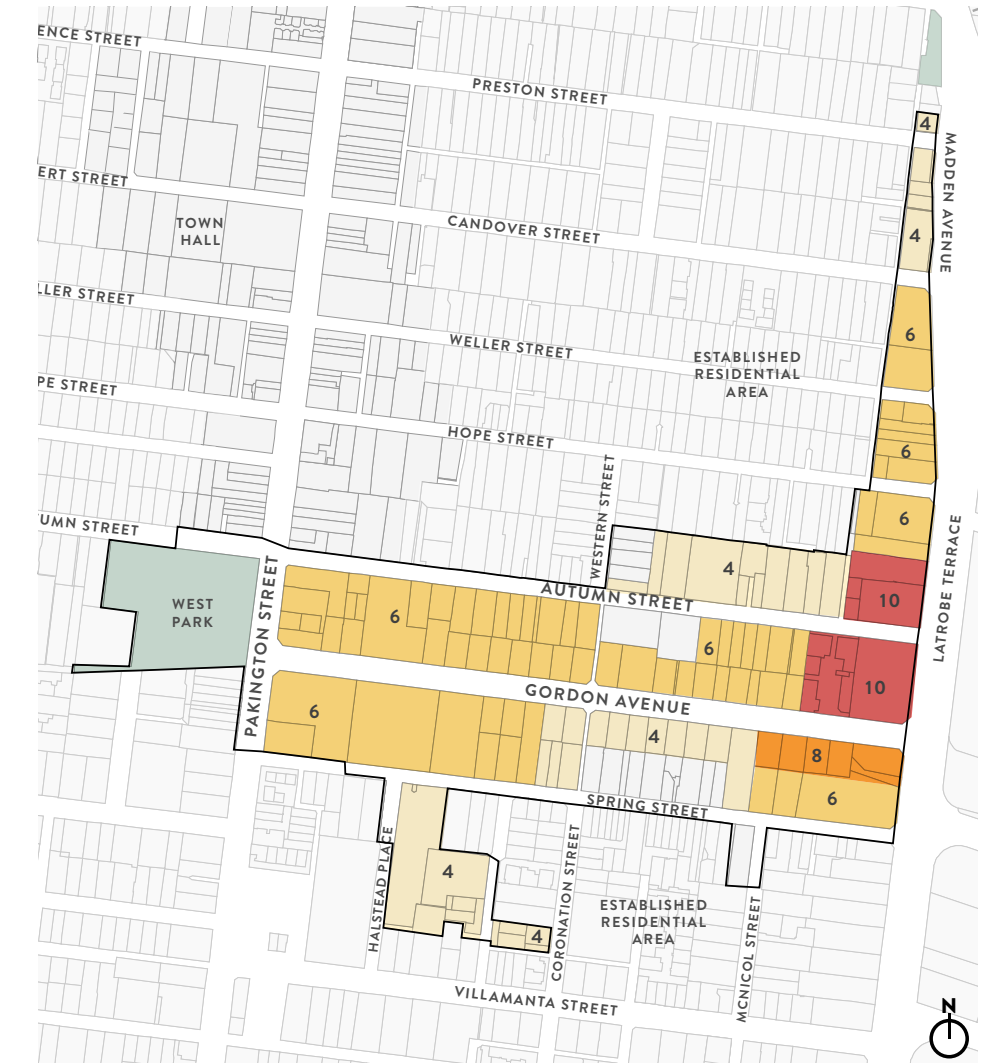 ENCE STREET
PRESTON STREET
4
MADDEN AVENUE
ERT STREET
TOWN
HALL
CANDOVER STREET
4
LLER STREET
WELLER STREET
6
ESTABLISHED
RESIDENTIAL
AREA
PE STREET
HOPE STREET
6
WESTERN STREET
UMN STREET
6
LATROBE TERRACE
4
AUTUMN STREET
10
WEST
PARK
PAKINGTON STREET
6
6
10
GORDON AVENUE
6
4
8
6
SPRING STREET
HALSTEAD PLACE
4
CORONATION STREET
ESTABLISHED
RESIDENTIAL
AREA
4
MCNICOL STREET
VILLAMANTA STREET
N